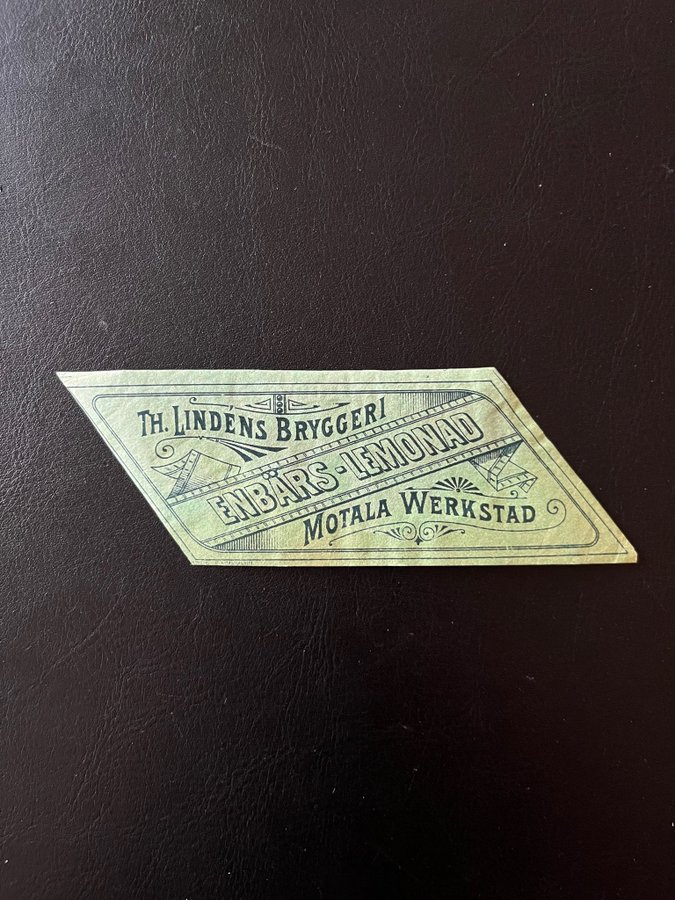 TH. LINDÉNS BRYGGERI
ENBÄRS-LEMONAD
MOTALA WERKSTAD